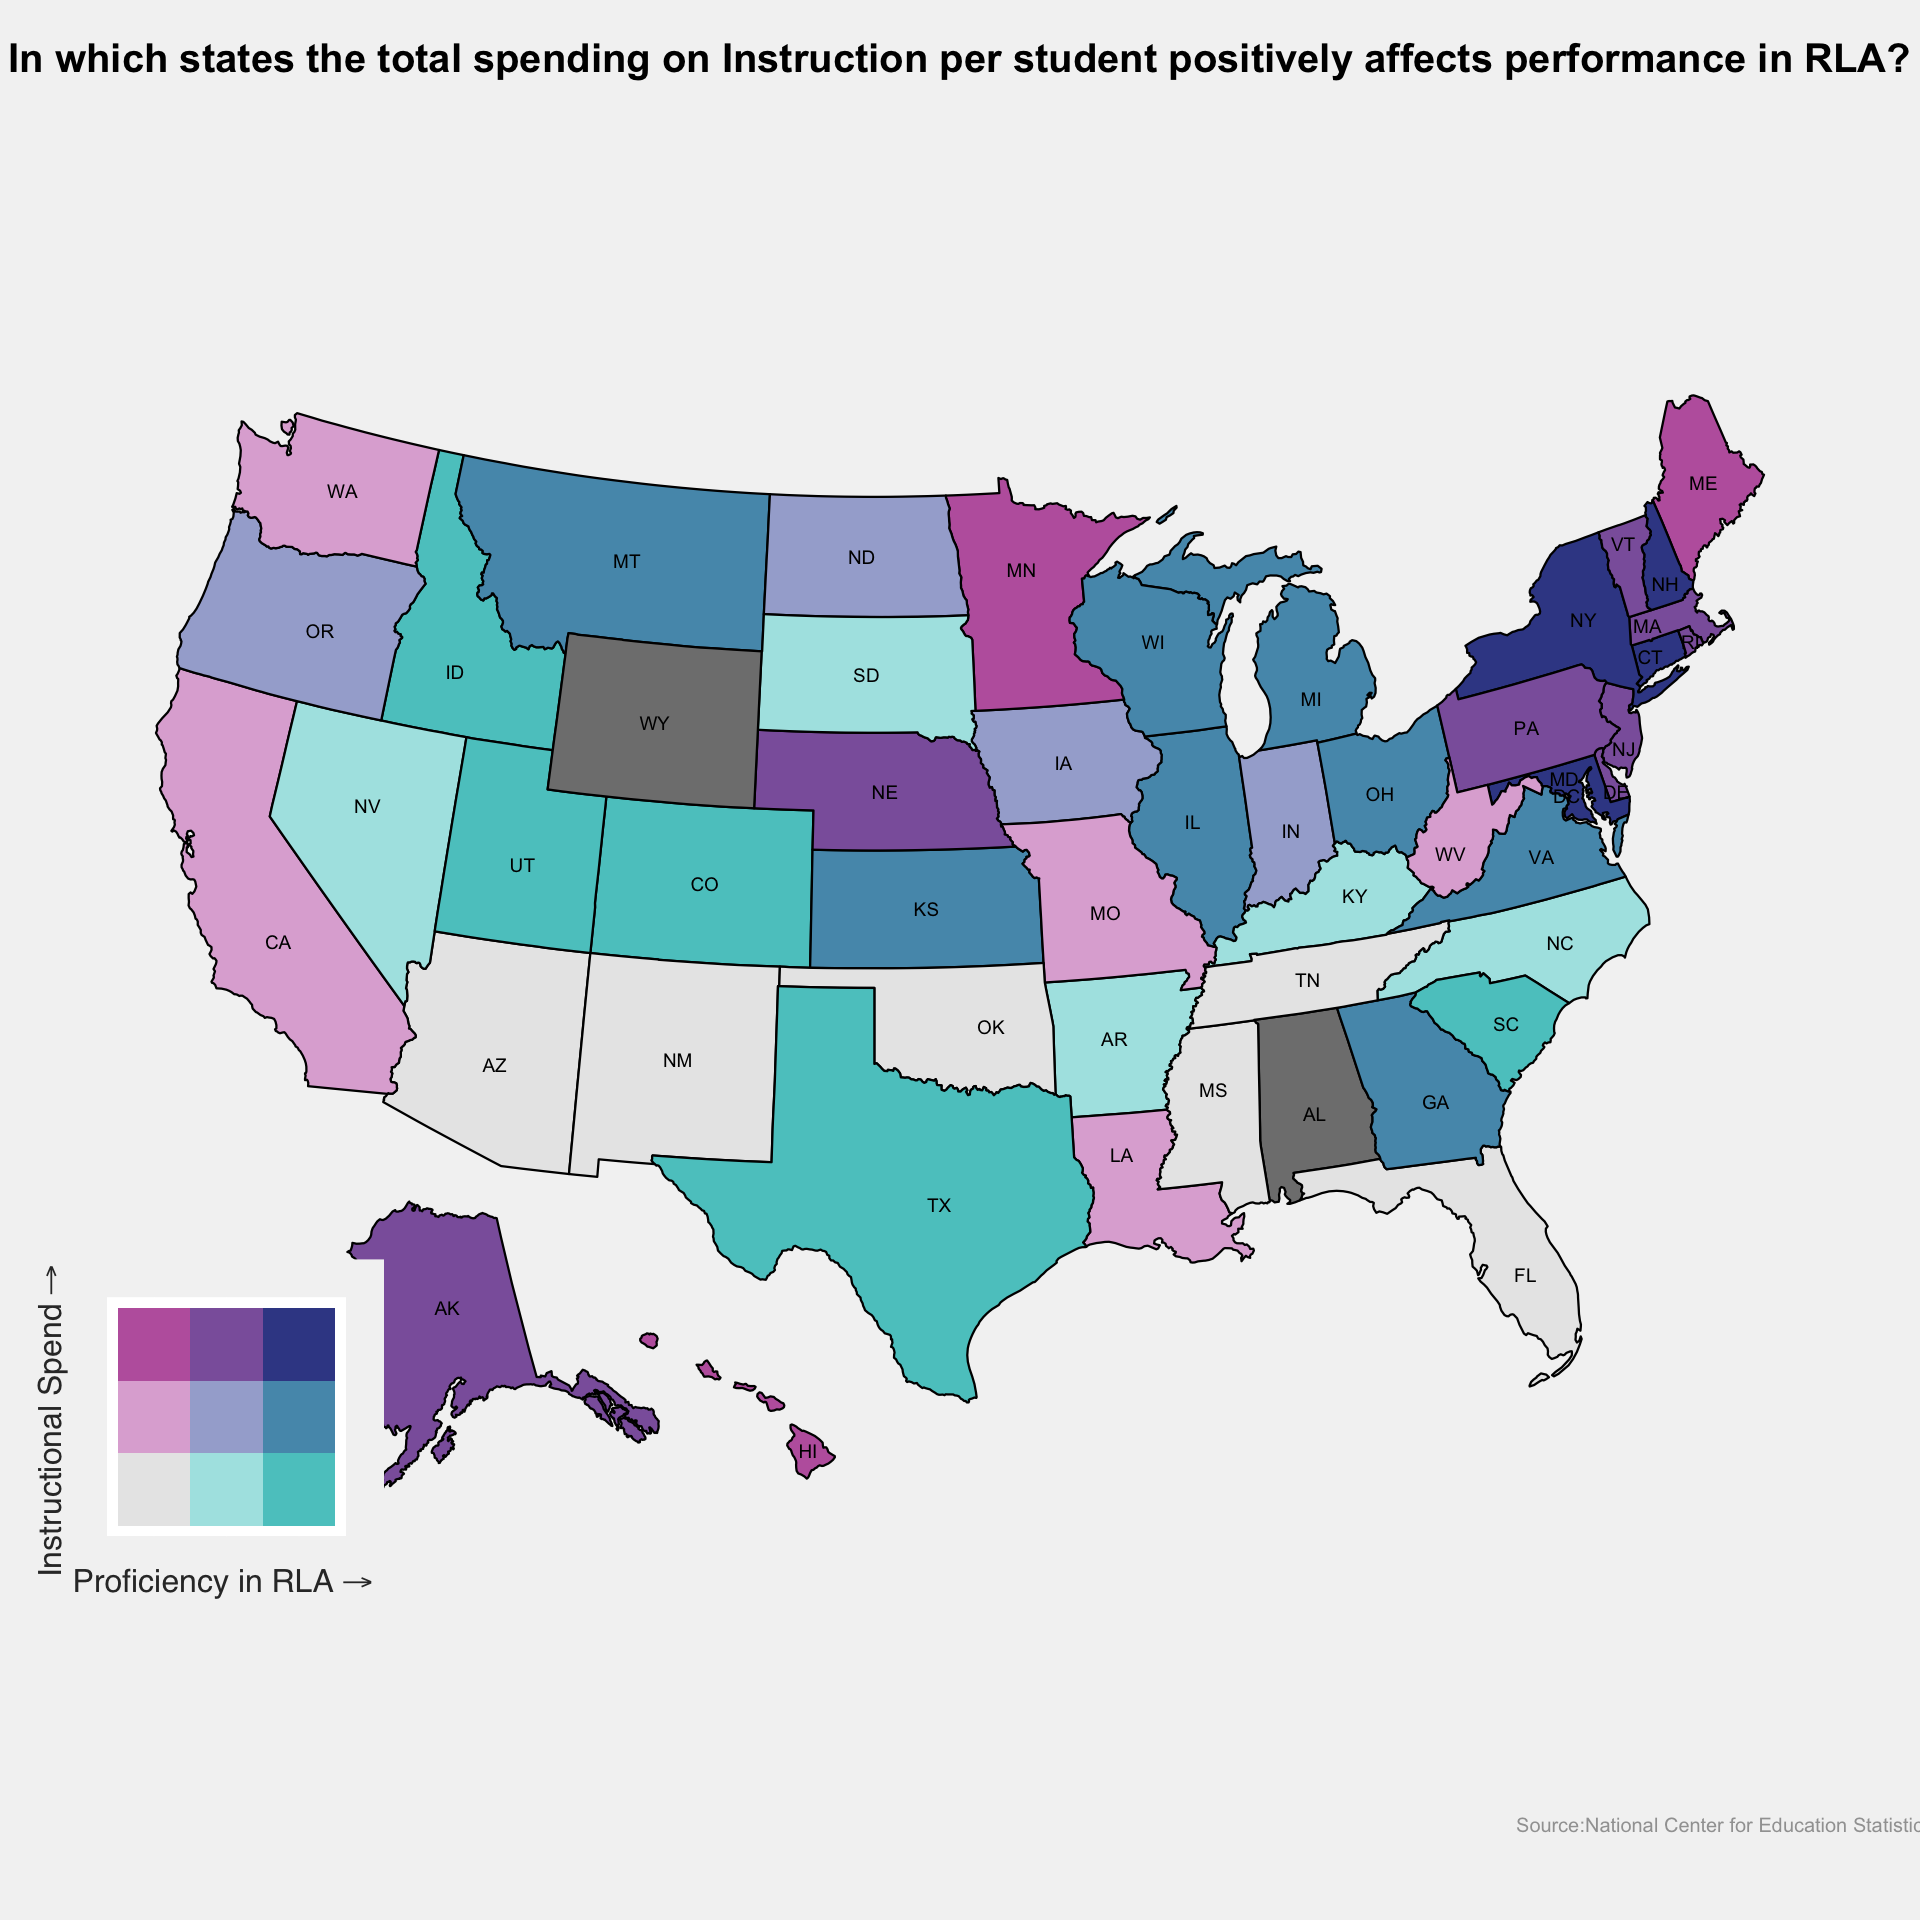 In which states the total spending on Instruction per student positively affects performance in RLA?
ME
WA
VT
MT
ND
MN
NH
NY
MA
OR
WI
RI
CT
ID
SD
MI
WY
PA
NJ
IA
MD
NE
DE
DC
OH
NV
IL
IN
WV
VA
UT
CO
KY
KS
MO
CA
NC
TN
SC
OK
AR
AZ
NM
MS
GA
AL
LA
TX
FL
AK
HI
Instructional Spend →
Proficiency in RLA →
Source:National Center for Education Statistic